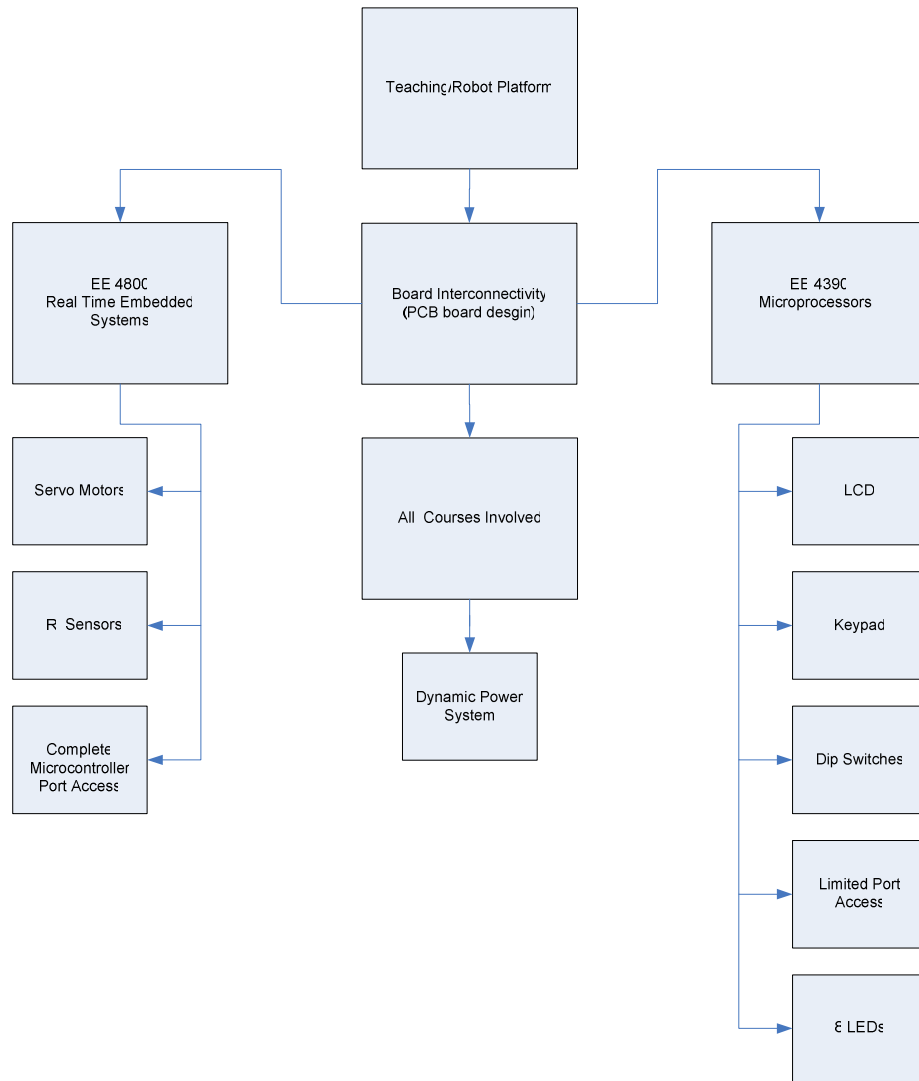 Teaching/Robot Platform
EE 4800
Real Time Embedded
Systems
Board Interconnectivity
(PCB board desgin)
EE 4390
Microprocessors
Servo Motors
R Sensors
Complete
Microcontroller
Port Access
All Courses Involved
Dynamic Power
System
LCD
Keypad
Dip Switches
Limited Port
Access
8 LEDs